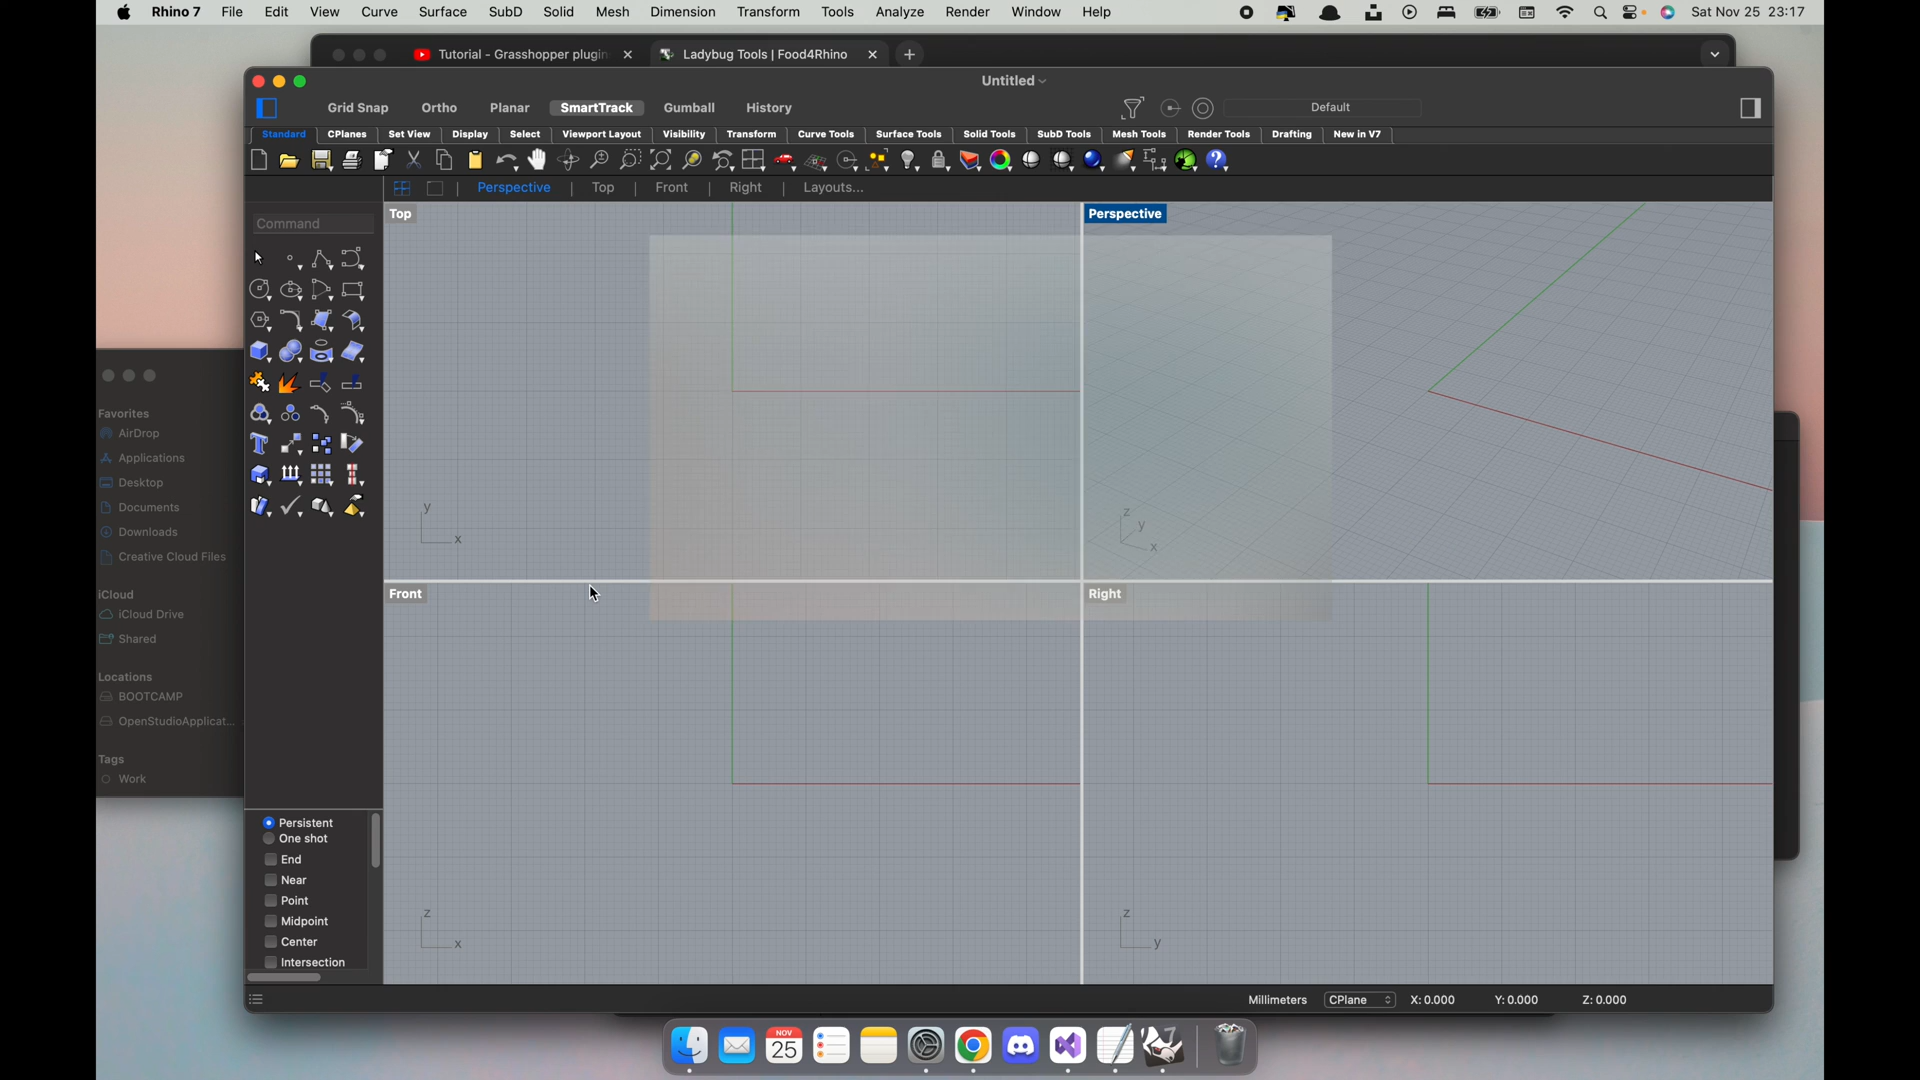 Rhino 7 File Edit View Curve Surface SubD Solid Mesh Dimension Transform Tools Analyze Render Window Help Sat Nov 25 23:17
Tutorial - Grasshopper plugin Ladybug Tools | Food4Rhino
Untitled
Grid Snap Ortho Planar SmartTrack Gumball History Default
Standard CPlanes Set View Display Select Viewport Layout Visibility Transform Curve Tools Surface Tools Solid Tools SubD Tools Mesh Tools Render Tools Drafting New in V7
Perspective Top Front Right Layouts...
Top
Perspective
Command
y
x
z
y
x
Front
Right
z
x
z
y
Favorites
AirDrop
Applications
Desktop
Documents
Downloads
Creative Cloud Files
iCloud
iCloud Drive
Shared
Locations
BOOTCAMP
OpenStudioApplicat...
Tags
Work
Persistent
One shot
End
Near
Point
Midpoint
Center
Intersection
Millimeters CPlane X: 0.000 Y: 0.000 Z: 0.000
NOV
25
7